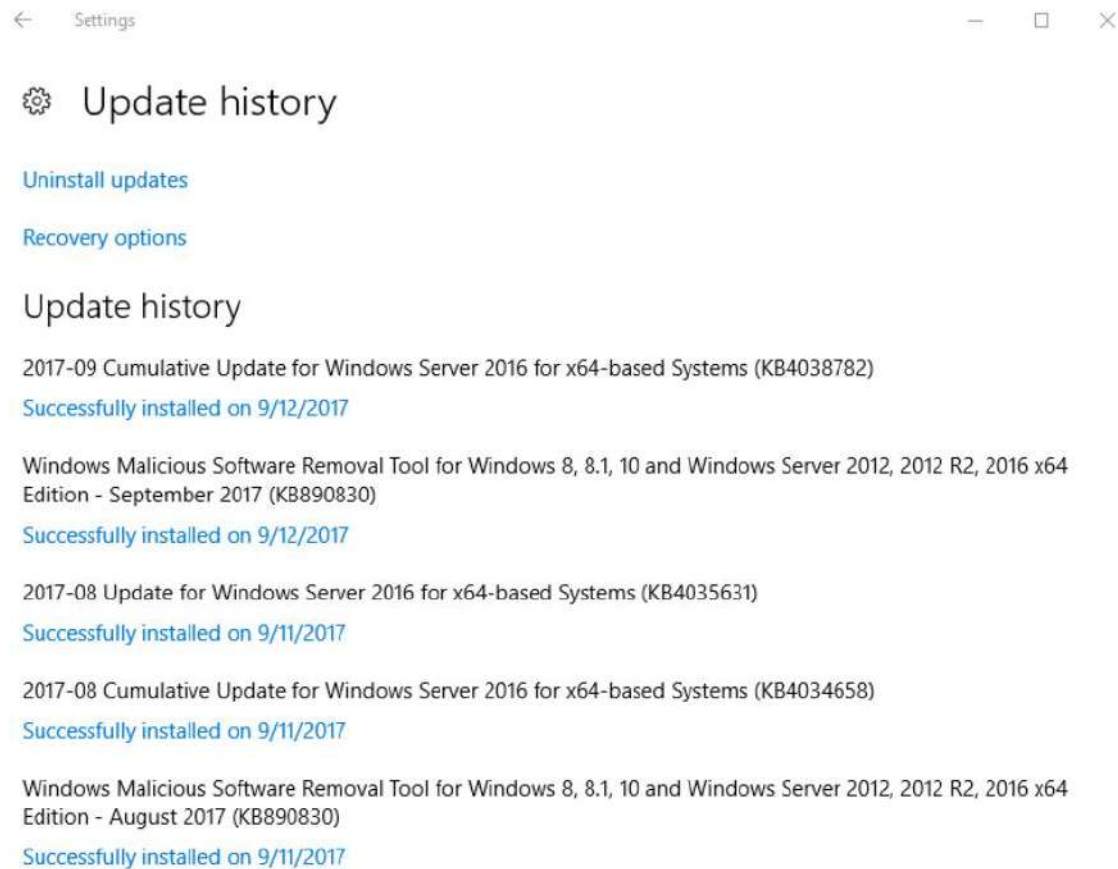 Settings
Update history
Uninstall updates
Recovery options
Update history
2017-09 Cumulative Update for Windows Server 2016 for x64-based Systems (KB4038782)
Successfully installed on 9/12/2017
Windows Malicious Software Removal Tool for Windows 8, 8.1, 10 and Windows Server 2012, 2012 R2, 2016 x64
Edition - September 2017 (KB890830)
Successfully installed on 9/12/2017
2017-08 Update for Windows Server 2016 for x64-based Systems (KB4035631)
Successfully installed on 9/11/2017
2017-08 Cumulative Update for Windows Server 2016 for x64-based Systems (KB4034658)
Successfully installed on 9/11/2017
Windows Malicious Software Removal Tool for Windows 8, 8.1, 10 and Windows Server 2012, 2012 R2, 2016 x64
Edition - August 2017 (KB890830)
Successfully installed on 9/11/2017